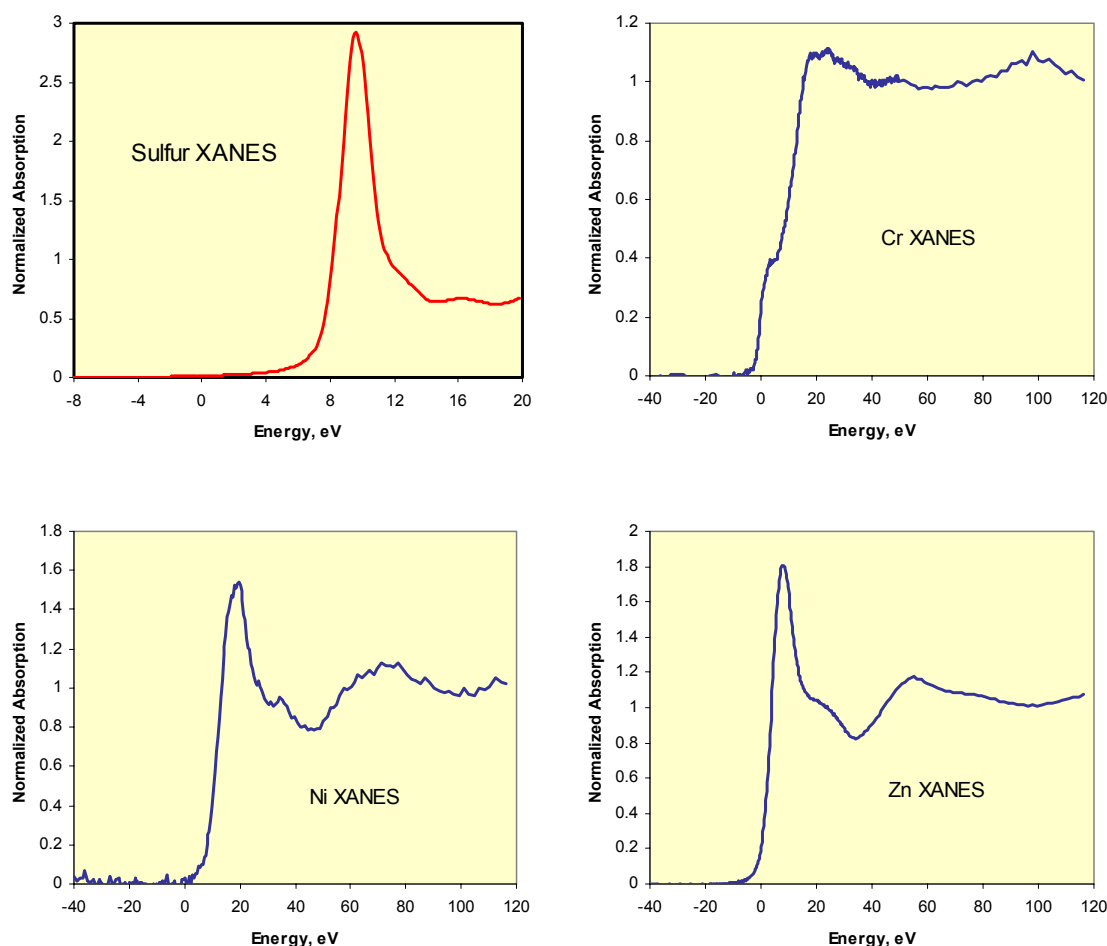 3
2.5
2
1.5
1
0.5
0
-8 -4 0 4 8 12 16 20
Normalized Absorption
Energy, eV
Sulfur XANES
1.2
1
0.8
0.6
0.4
0.2
0
-40 -20 0 20 40 60 80 100 120
Normalized Absorption
Energy, eV
Cr XANES
1.8
1.6
1.4
1.2
1
0.8
0.6
0.4
0.2
0
-40 -20 0 20 40 60 80 100 120
Normalized Absorption
Energy, eV
Ni XANES
2
1.8
1.6
1.4
1.2
1
0.8
0.6
0.4
0.2
0
-40 -20 0 20 40 60 80 100 120
Normalized Absorption
Energy, eV
Zn XANES